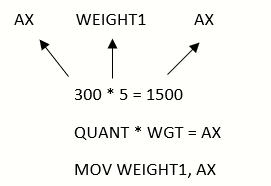 AX WEIGHT1 AX
300 * 5 = 1500
QUANT * WGT = AX
MOV WEIGHT1, AX